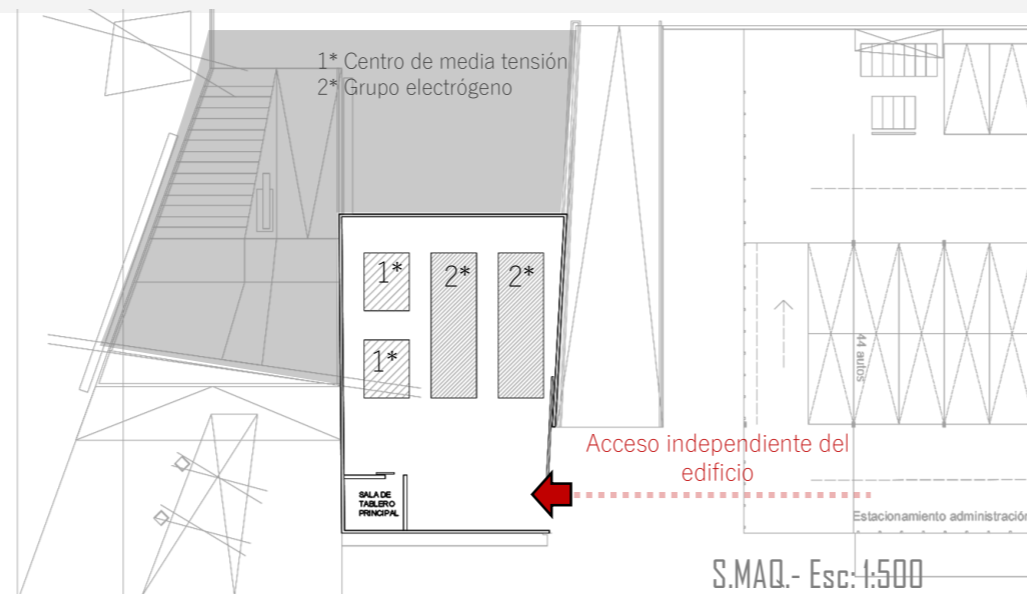 1* Centro de media tensión
2* Grupo electrógeno
1*
2*
2*
1*
44 autos
Acceso independiente del
edificio
SALA DE
TABLERO
PRINCIPAL
Estacionamiento administración
S.MAQ.- Esc: 1:500